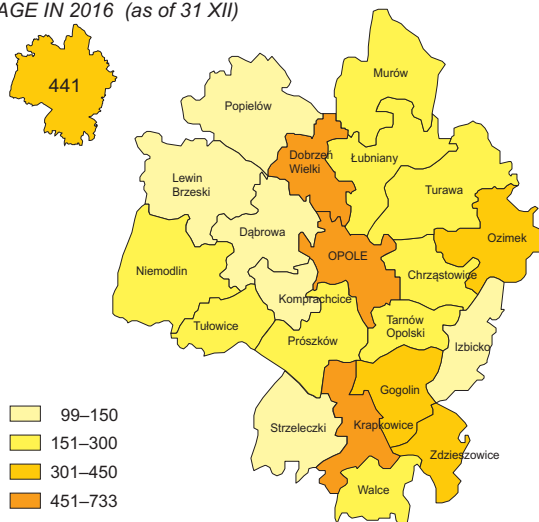 AGE IN 2016 (as of 31 XII)
441
Murów
Popielów
Dobrzeń
Wielki
Łubniany
Lewin
Brzeski
Turawa
Dąbrowa
Ozimek
OPOLE
Niemodlin
Chrząstowice
Komprachcice
Tułowice
Prószków
Tarnów
Opolski
Izbicko
Gogolin
Strzeleczki
Krapkowice
Zdzieszowice
Walce
99–150
151–300
301–450
451–733